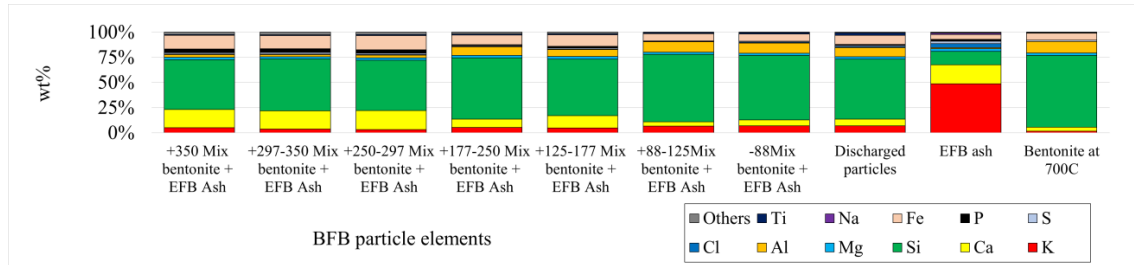 100%
75%
50%
25%
0%
wt%
+350 Mix bentonite + EFB Ash
+297-350 Mix bentonite + EFB Ash
+250-297 Mix bentonite + EFB Ash
+177-250 Mix bentonite + EFB Ash
+125-177 Mix bentonite + EFB Ash
+88-125Mix bentonite + EFB Ash
-88Mix bentonite + EFB Ash
Discharged particles
EFB ash
Bentonite at 700C
BFB particle elements
Others Ti Na Fe P S
Cl Al Mg Si Ca K